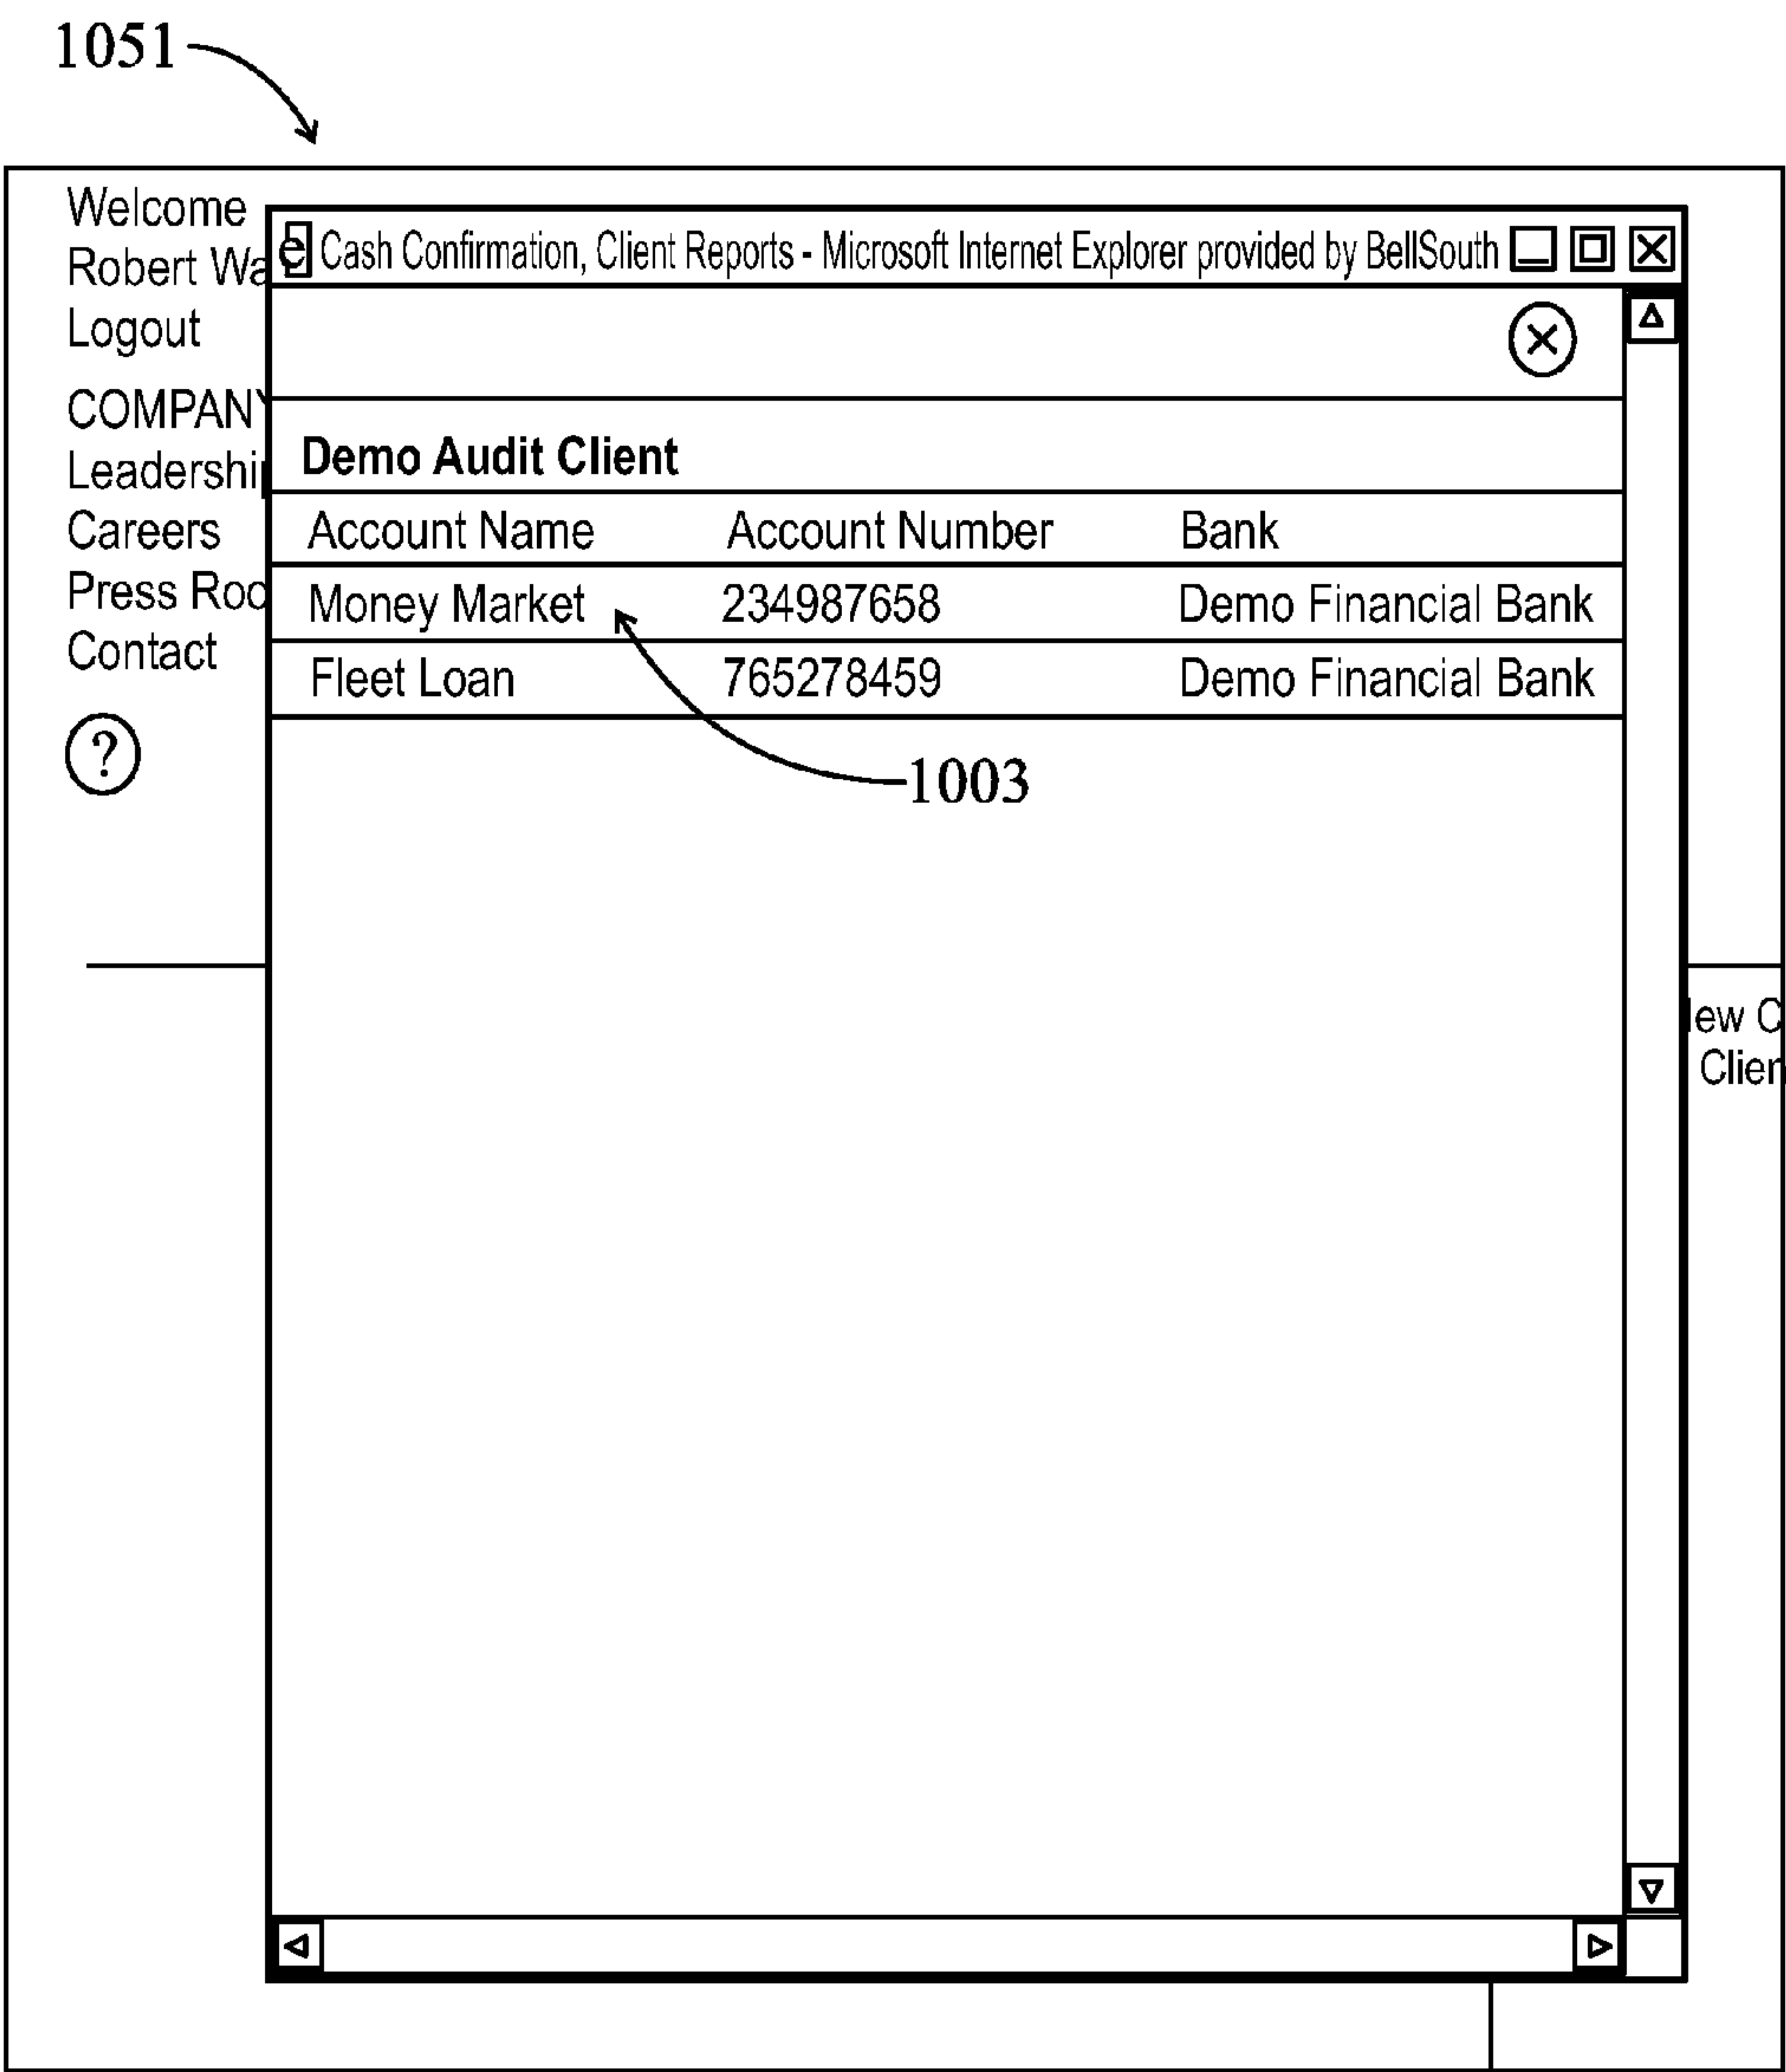 1051
Welcome
Robert Wa
Logout
COMPANY
Leadership
Careers
Press Roo
Contact
?
e Cash Confirmation, Client Reports - Microsoft Internet Explorer provided by BellSouth
Demo Audit Client
Account Name Account Number Bank
Money Market 234987658 Demo Financial Bank
Fleet Loan 765278459 Demo Financial Bank
1003
ew C
Clien